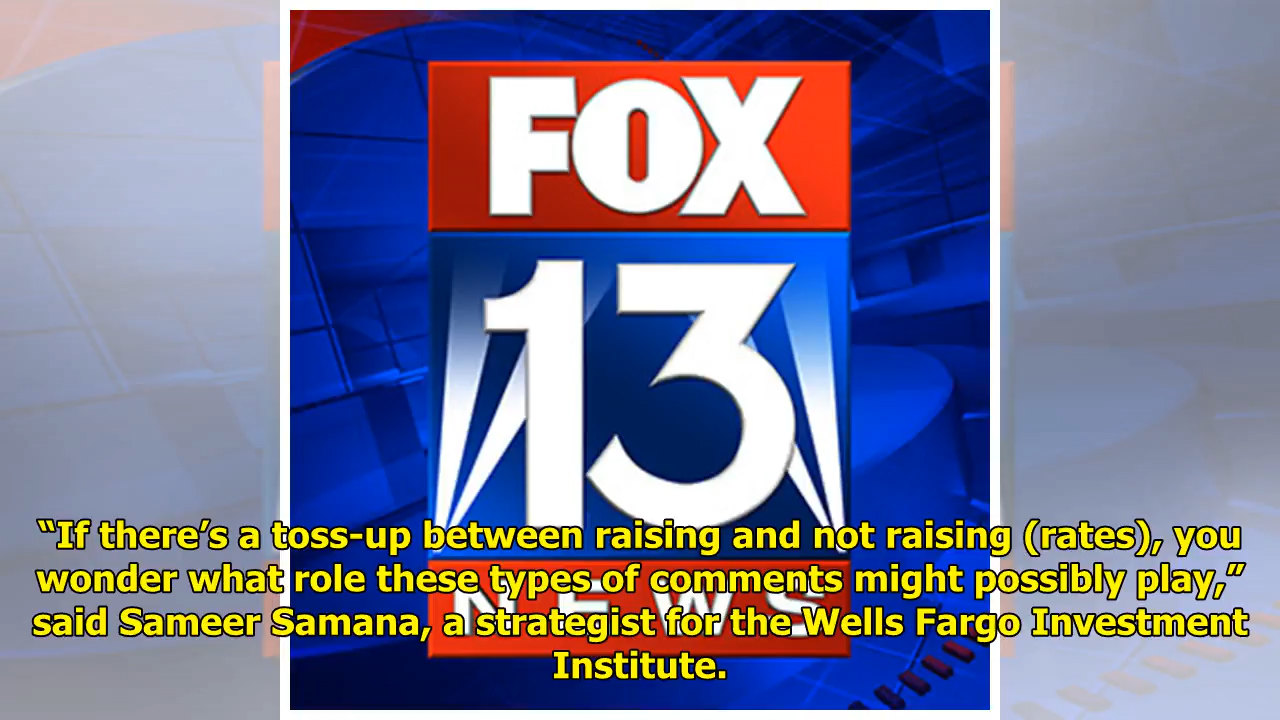 FOX
13
NEWS
“If there’s a toss-up between raising and not raising (rates), you
wonder what role these types of comments might possibly play,”
said Sameer Samana, a strategist for the Wells Fargo Investment
Institute.